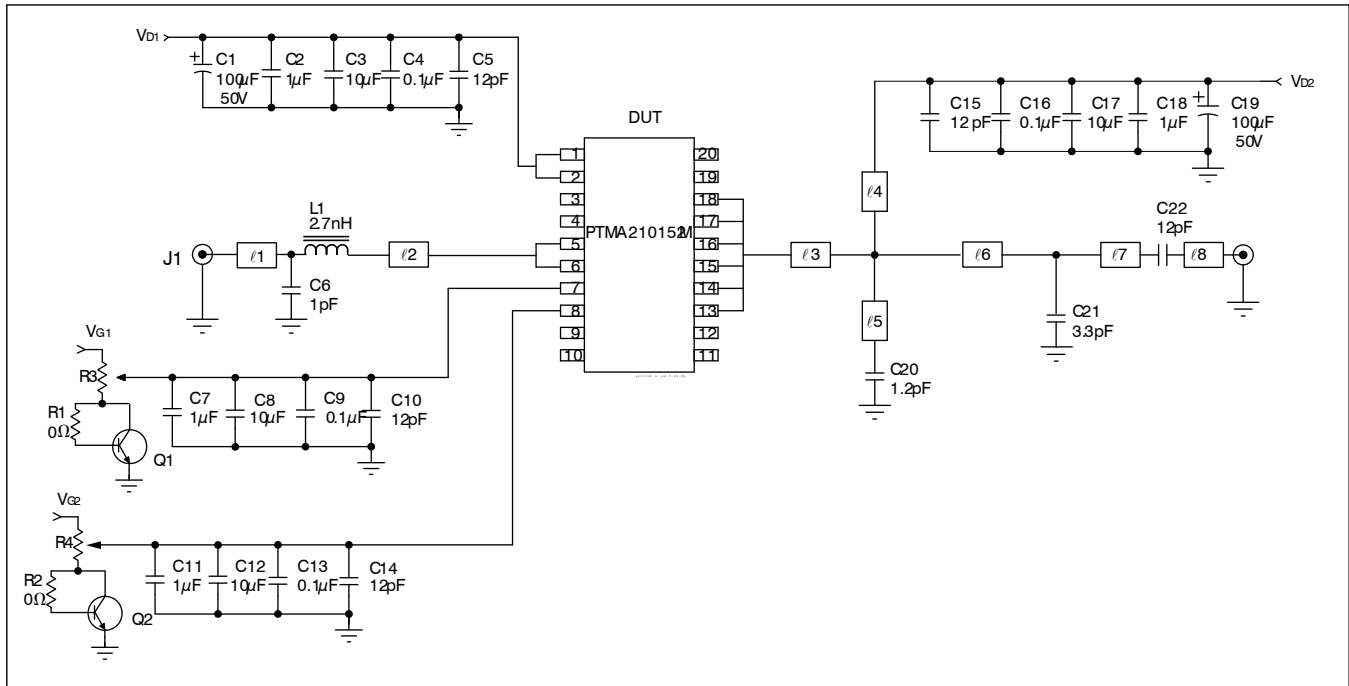 VD1
C1
100µF
50V
C2
1µF
C3
10µF
C4
0.1µF
C5
12pF
DUT
PTMA210152M
1
2
3
4
5
6
7
8
9
10
20
19
18
17
16
15
14
13
12
11
VD2
C15
12pF
C16
0.1µF
C17
10µF
C18
1µF
C19
100µF
50V
J1
ℓ1
L1
2.7nH
C6
1pF
ℓ2
ℓ3
ℓ4
ℓ5
C20
1.2pF
ℓ6
C21
3.3pF
ℓ7
C22
12pF
ℓ8
VG1
R3
R1
0Ω
Q1
C7
1µF
C8
10µF
C9
0.1µF
C10
12pF
VG2
R4
R2
0Ω
Q2
C11
1µF
C12
10µF
C13
0.1µF
C14
12pF